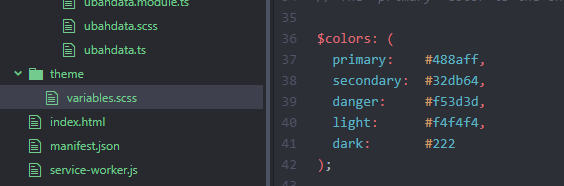 ubahdata.module.ts
ubahdata.scss
ubahdata.ts
theme
variables.scss
index.html
manifest.json
service-worker.js
35
36 $colors: (
37 primary: #488aff,
38 secondary: #32db64,
39 danger: #f53d3d,
40 light: #f4f4f4,
41 dark: #222
42 );
43